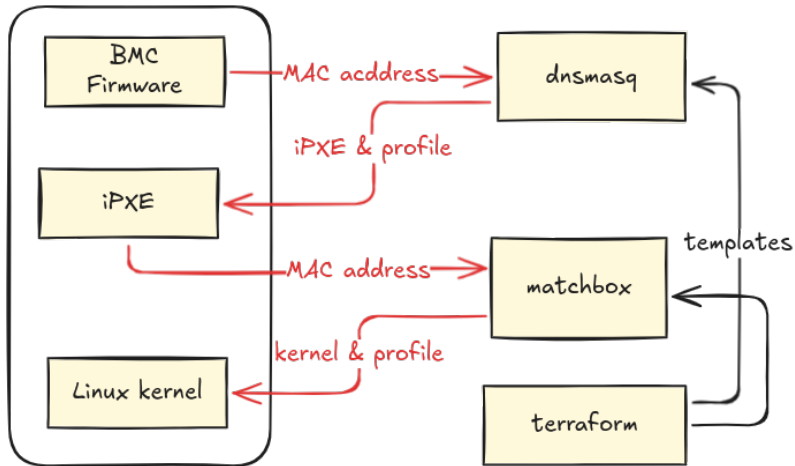 BMC
Firmware
MAC acddress
dnsmasq
iPXE & profile
iPXE
templates
MAC address
matchbox
kernel & profile
Linux kernel
terraform